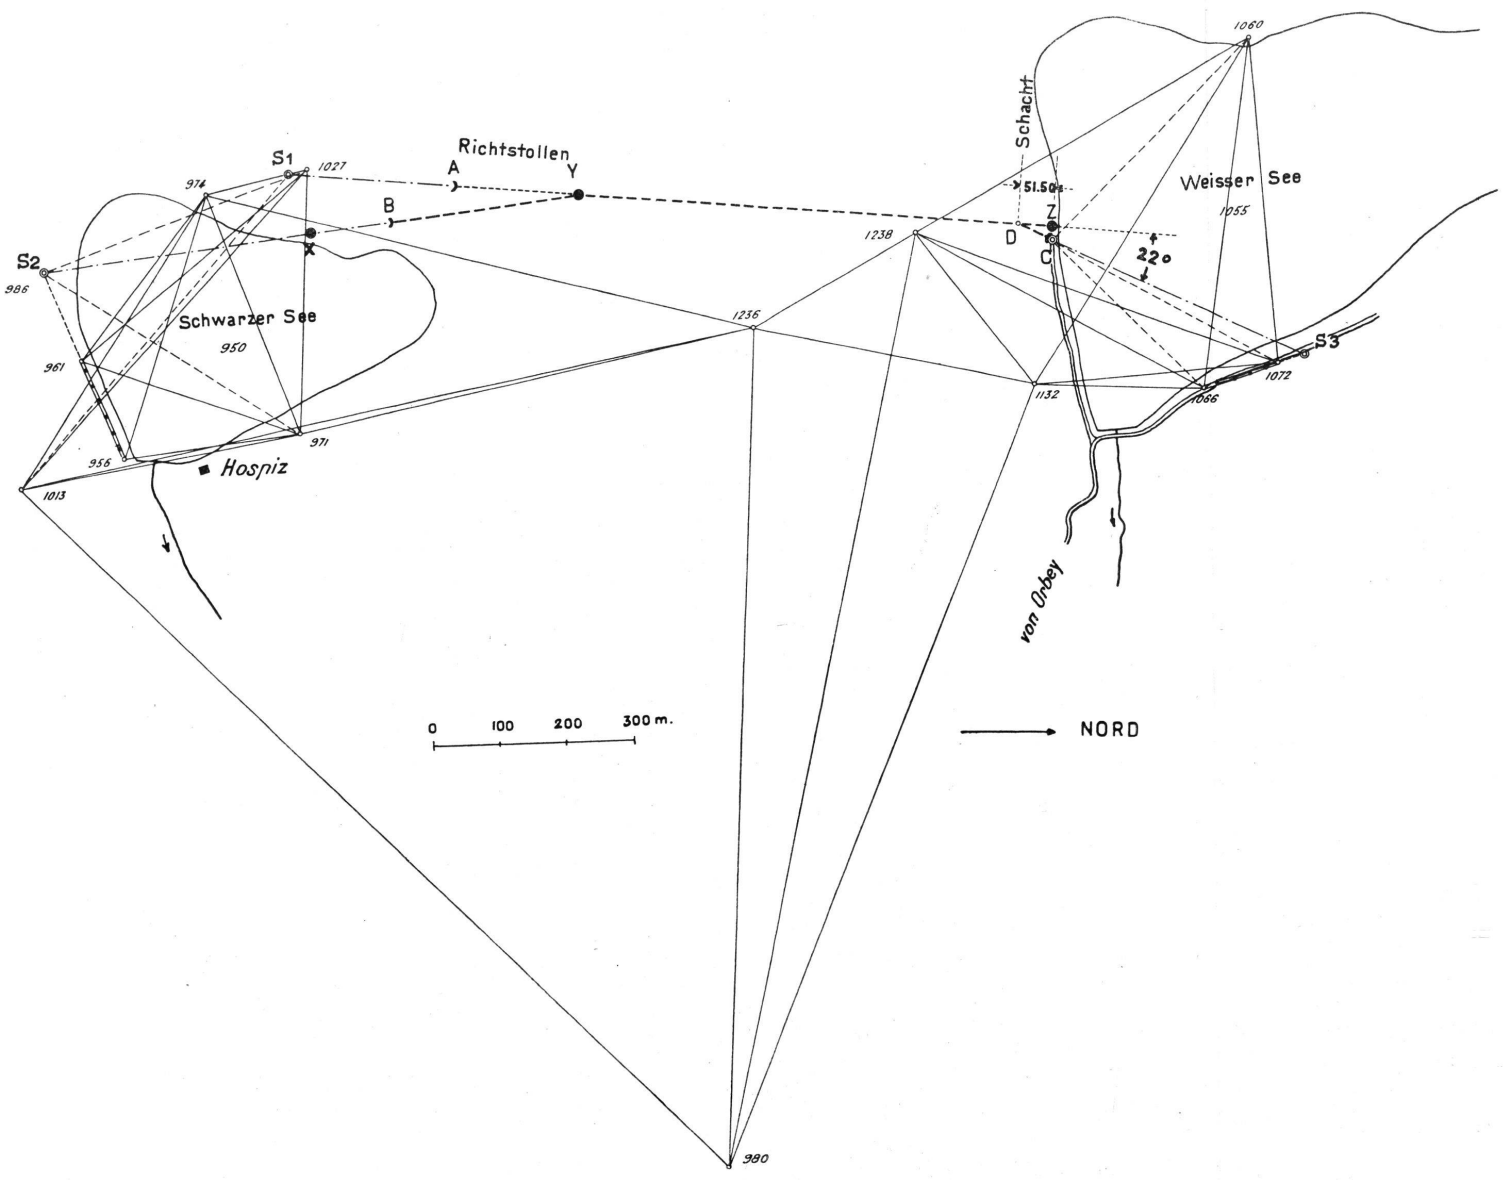 1060
Schacht
Richtstollen
S1
1027
A
Y
974
51.50
Weisser See
1055
B
Z
D
1238
C
22°
X
S2
986
Schwarzer See
950
1236
S3
961
1132
1066
1072
971
956
Hospiz
1013
von Orbey
0 100 200 300 m.
NORD
980